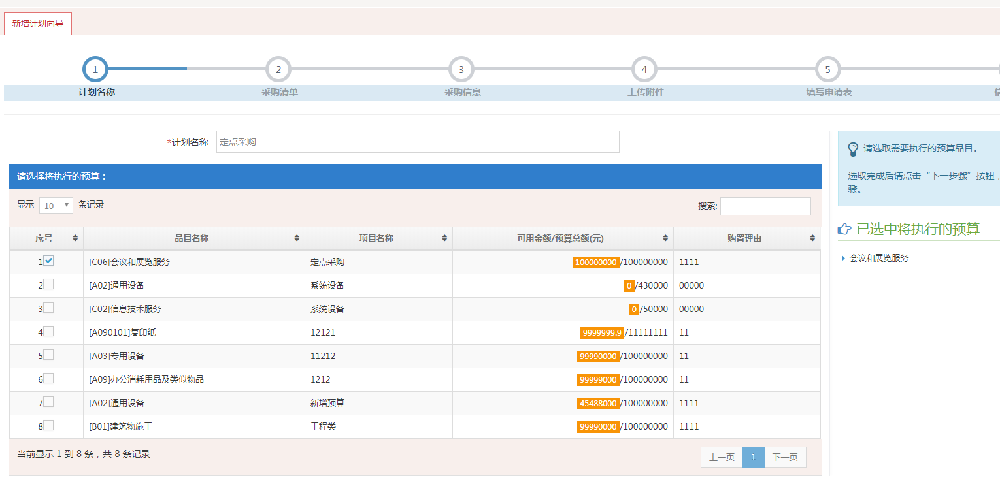 新增计划向导
1 2 3 4 5
计划名称 采购清单 采购信息 上传附件 填写申请表
*计划名称 定点采购
请选取需要执行的预算品目。
选取完成后请点击“下一步骤”按钮，
骤。
请选择将执行的预算：
显示 10 条记录 搜索:
已选中将执行的预算
会议和展览服务
序号 品目名称 项目名称 可用金额/预算总额(元) 购置理由
1 [C06]会议和展览服务 定点采购 100000000/100000000 1111
2 [A02]通用设备 系统设备 0/430000 00000
3 [C02]信息技术服务 系统设备 0/50000 00000
4 [A090101]复印纸 12121 9999999.9/11111111 11
5 [A03]专用设备 11212 99990000/100000000 11
6 [A09]办公消耗用品及类似物品 1212 99999000/100000000 11
7 [A02]通用设备 新增预算 45488000/100000000 1111
8 [B01]建筑物施工 工程类 99990000/100000000 1111
当前显示 1 到 8 条，共 8 条记录
上一页 1 下一页